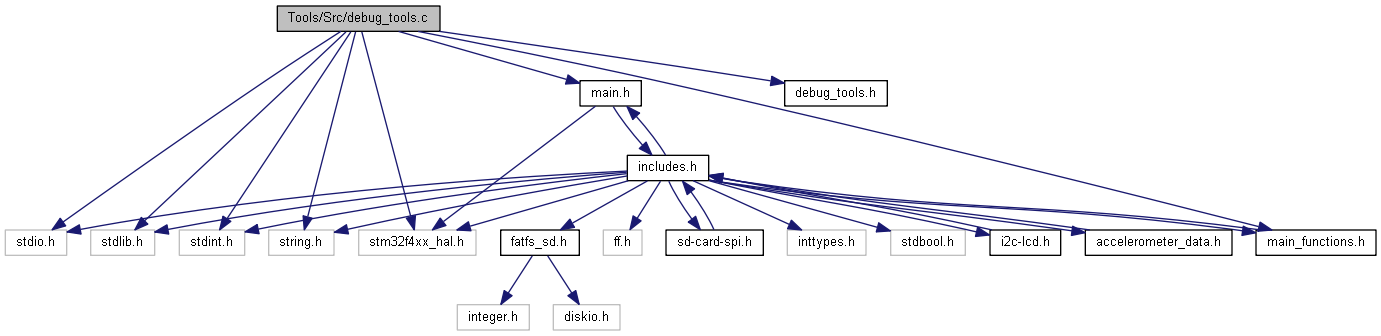 Tools/Src/debug_tools.c
main.h
debug_tools.h
includes.h
stdio.h
stdlib.h
stdint.h
string.h
stm32f4xx_hal.h
fatfs_sd.h
ff.h
sd-card-spi.h
inttypes.h
stdbool.h
i2c-lcd.h
accelerometer_data.h
main_functions.h
integer.h
diskio.h